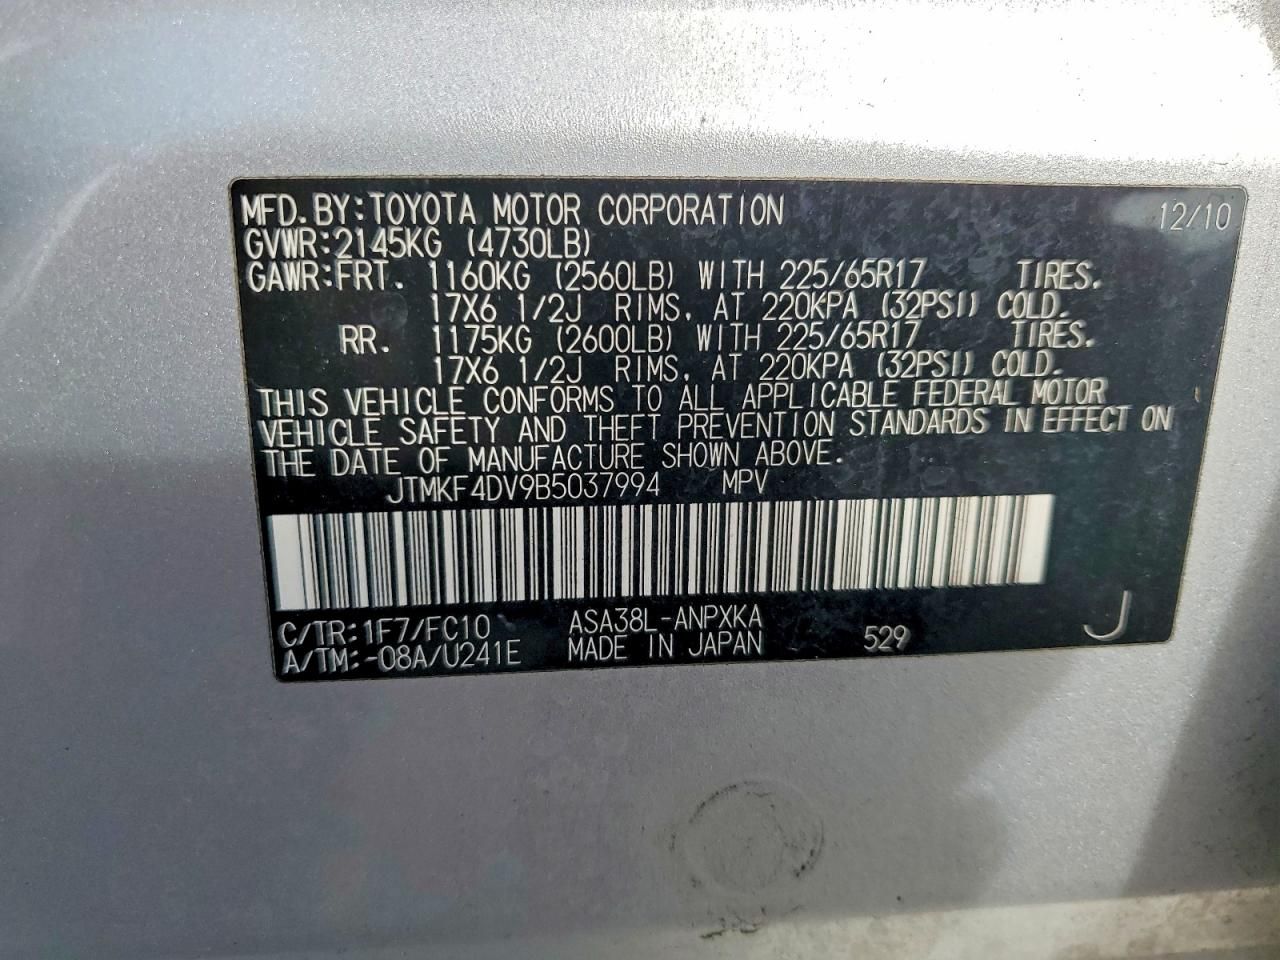 MFD.BY:TOYOTA MOTOR CORPORATION 12/10
GVWR:2145KG (4730LB)
GAWR:FRT. 1160KG (2560LB) WITH 225/65R17 TIRES.
17X6 1/2J RIMS, AT 220KPA (32PSI) COLD.
RR. 1175KG (2600LB) WITH 225/65R17 TIRES.
17X6 1/2J RIMS, AT 220KPA (32PSI) COLD.
THIS VEHICLE CONFORMS TO ALL APPLICABLE FEDERAL MOTOR
VEHICLE SAFETY AND THEFT PREVENTION STANDARDS IN EFFECT ON
THE DATE OF MANUFACTURE SHOWN ABOVE.
JTMKF4DV9B5037994 MPV
C/TR:1F7/FC10 ASA38L-ANPXKA
A/TM:-08A/U241E MADE IN JAPAN 529 J